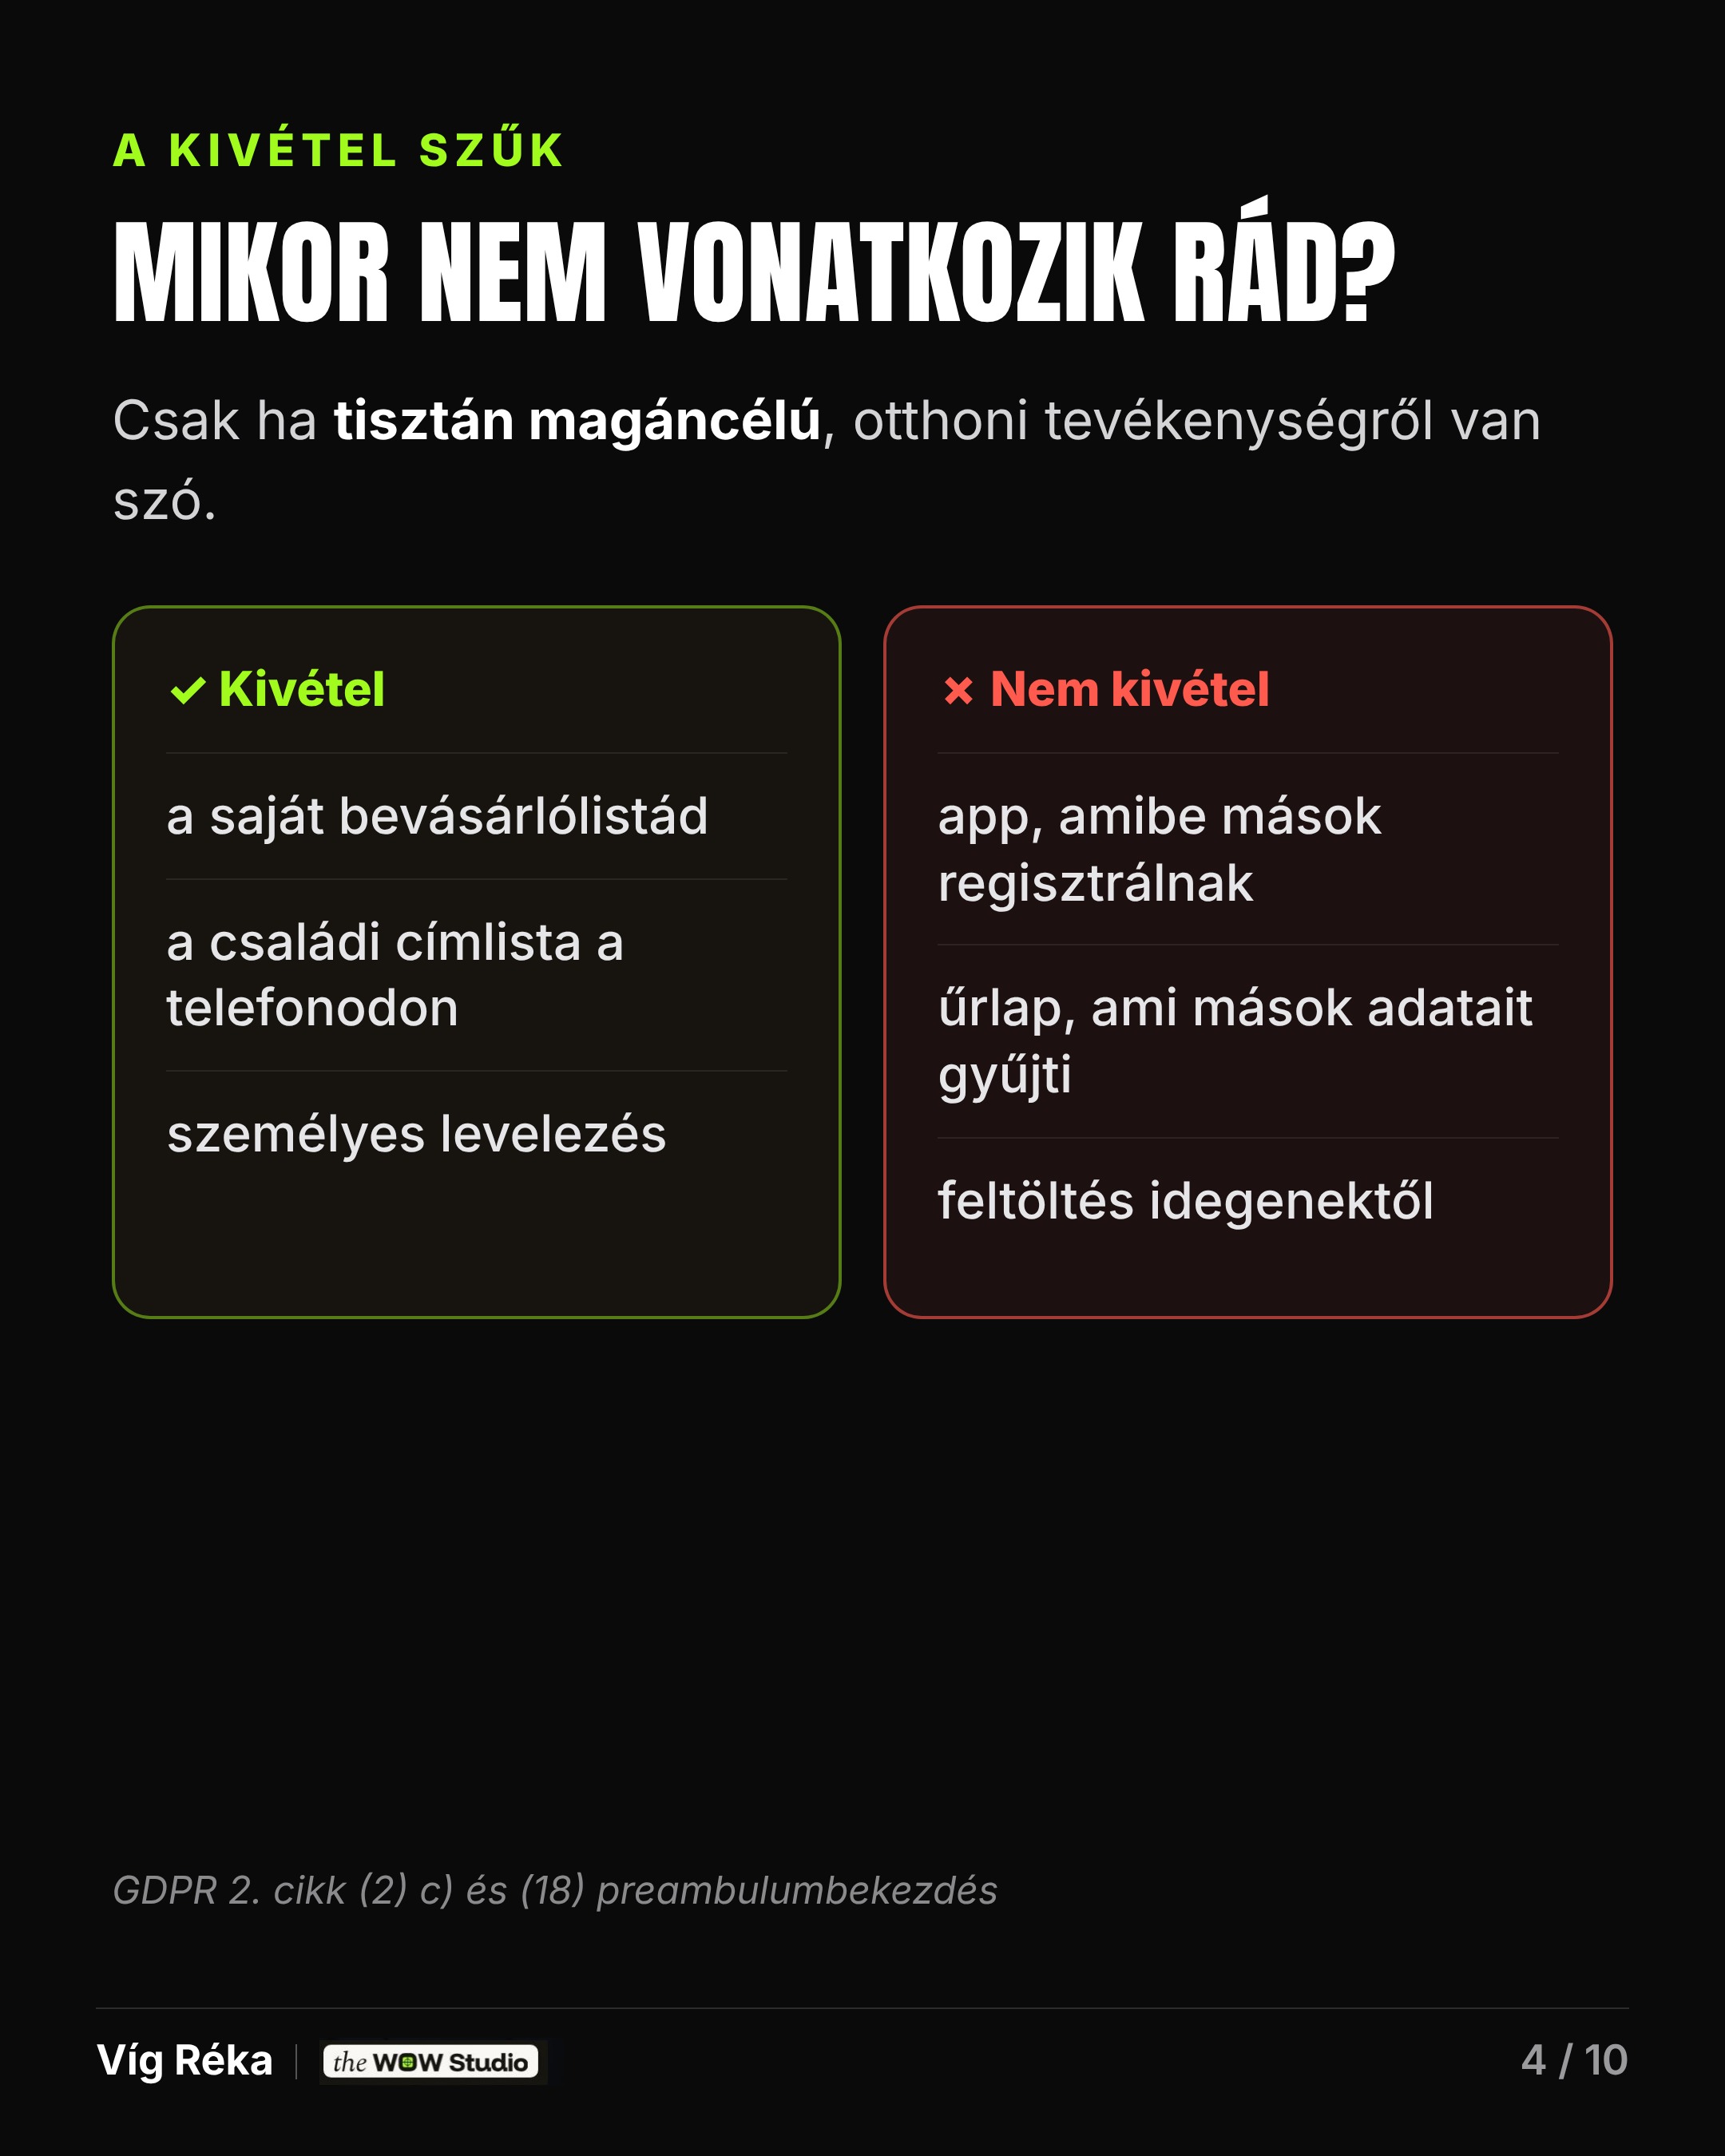 A KIVÉTEL SZŰK
MIKOR NEM VONATKOZIK RÁD?
Csak ha tisztán magáncélú, otthoni tevékenységről van
szó.
✓ Kivétel
a saját bevásárlólistád
a családi címlista a
telefonodon
személyes levelezés
× Nem kivétel
app, amibe mások
regisztrálnak
űrlap, ami mások adatait
gyűjti
feltöltés idegenektől
GDPR 2. cikk (2) c) és (18) preambulumbekezdés
Víg Réka
the WOW Studio
4 / 10